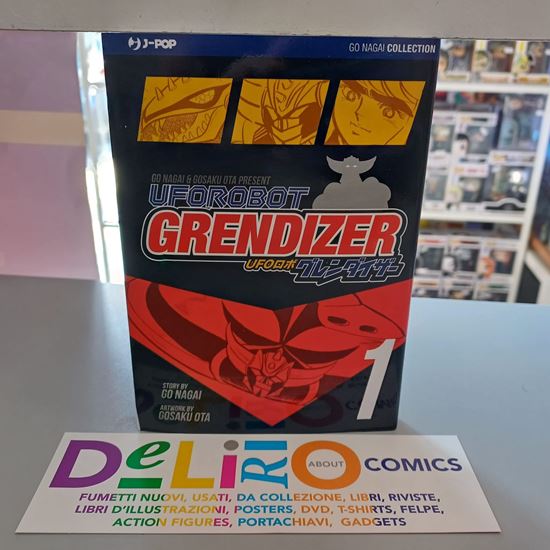 J-POP
GO NAGAI COLLECTION
GO NAGAI & GOSAKU OTA PRESENT
UFOROBOT
GRENDIZER
UFOロボ グレンダイザー
1
STORY BY
GO NAGAI
ARTWORK BY
GOSAKU OTA
DeLiRiO
ABOUT
COMICS
FUMETTI NUOVI, USATI, DA COLLEZIONE, LIBRI, RIVISTE,
LIBRI D'ILLUSTRAZIONI, POSTERS, DVD, T-SHIRTS, FELPE,
ACTION FIGURES, PORTACHIAVI, GADGETS